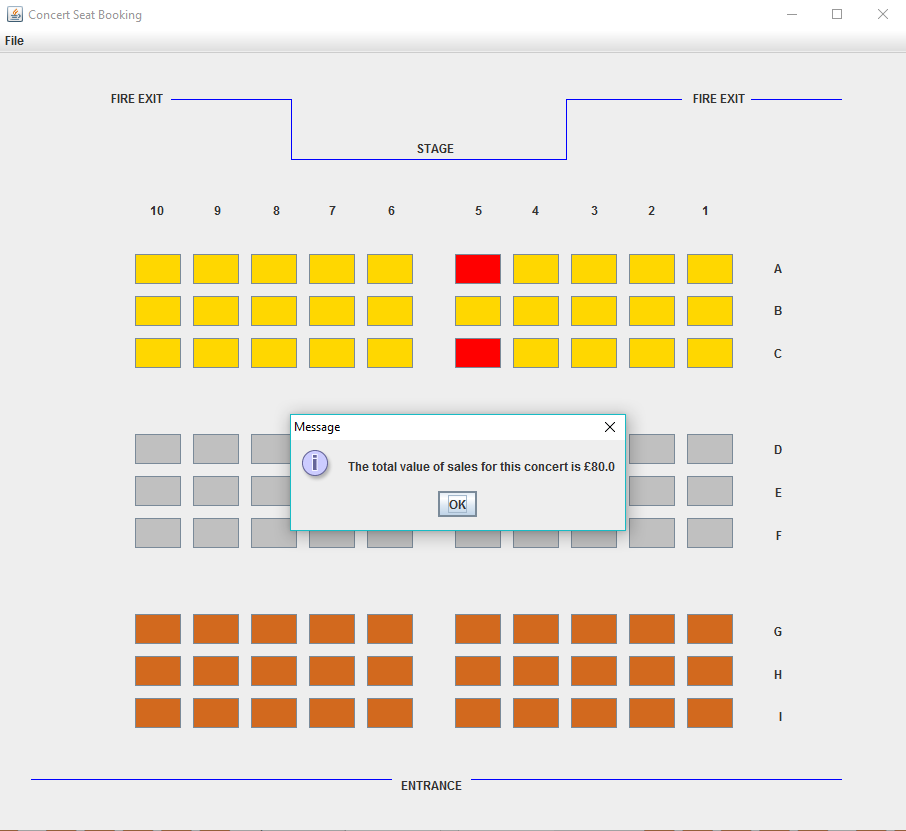 Concert Seat Booking
File
FIRE EXIT FIRE EXIT
STAGE
10 9 8 7 6 5 4 3 2 1
A
B
C
Message
D
i The total value of sales for this concert is £80.0
E
OK
F
G
H
I
ENTRANCE